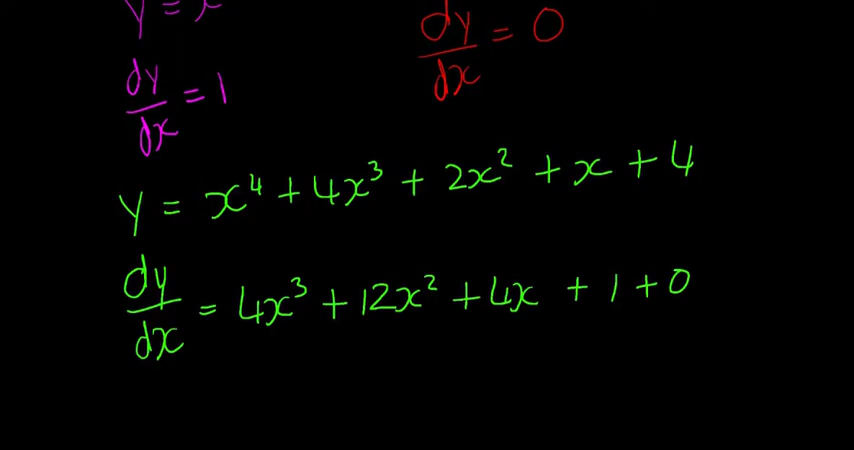 y = x
dy/dx = 0
dy/dx = 1
y = x⁴ + 4x³ + 2x² + x + 4
dy/dx = 4x³ + 12x² + 4x + 1 + 0